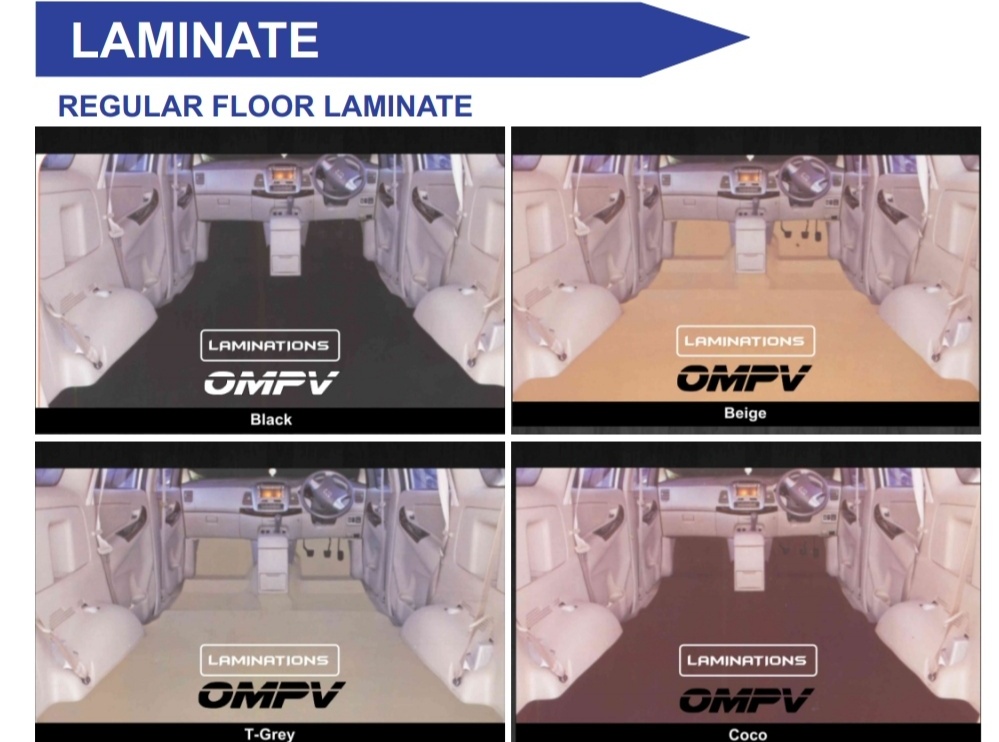 LAMINATE
REGULAR FLOOR LAMINATE
LAMINATIONS
OMPV
Black
LAMINATIONS
OMPV
Beige
LAMINATIONS
OMPV
T-Grey
LAMINATIONS
OMPV
Coco